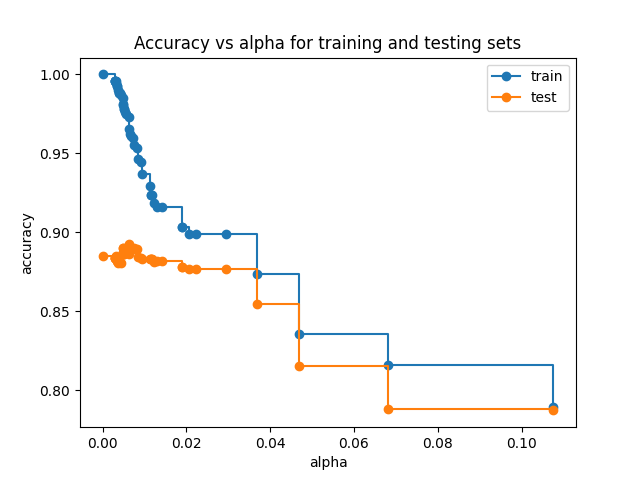 Accuracy vs alpha for training and testing sets
train
test
1.00
0.95
0.90
0.85
0.80
accuracy
0.00
0.02
0.04
0.06
0.08
0.10
alpha